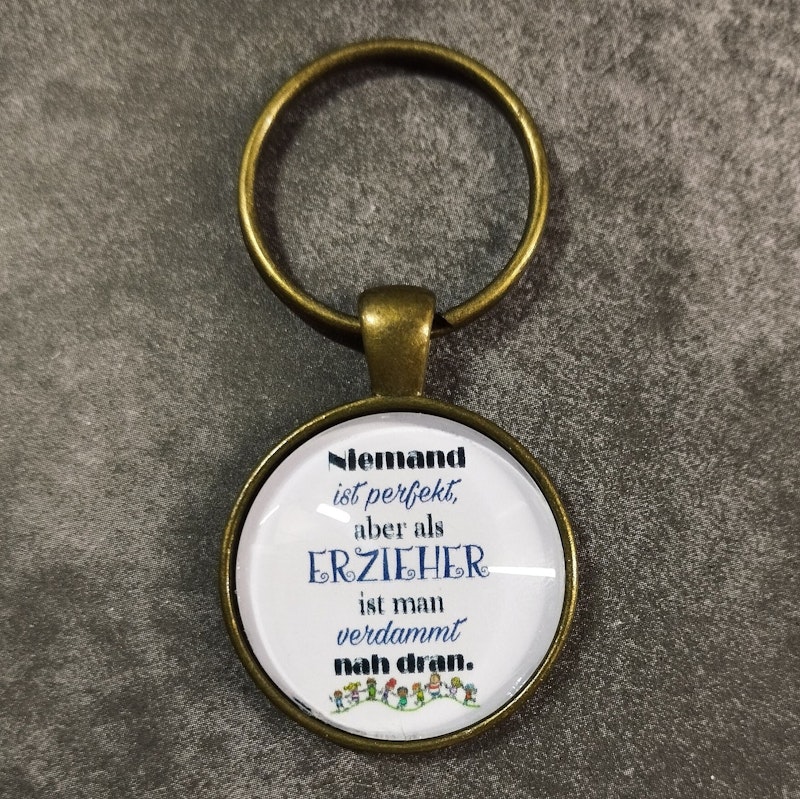 Niemand
ist perfekt,
aber als
ERZIEHER
ist man
verdammt
nah dran.